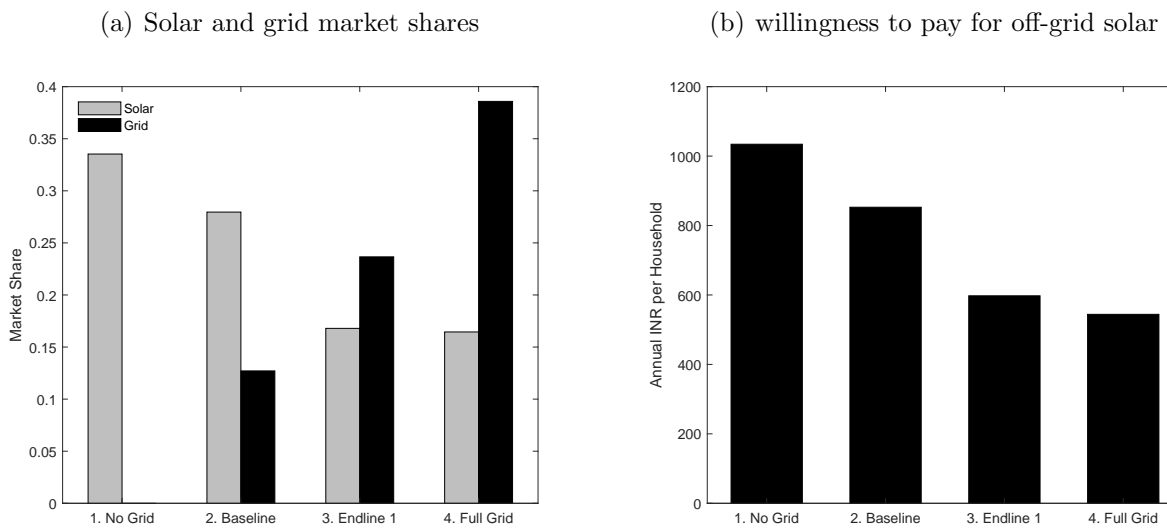 (a) Solar and grid market shares
0.4
0.35
0.3
0.25
0.2
0.15
0.1
0.05
0
Market Share
Solar
Grid
1. No Grid
2. Baseline
3. Endline 1
4. Full Grid
(b) willingness to pay for off-grid solar
1200
1000
800
600
400
200
0
Annual INR per Household
1. No Grid
2. Baseline
3. Endline 1
4. Full Grid